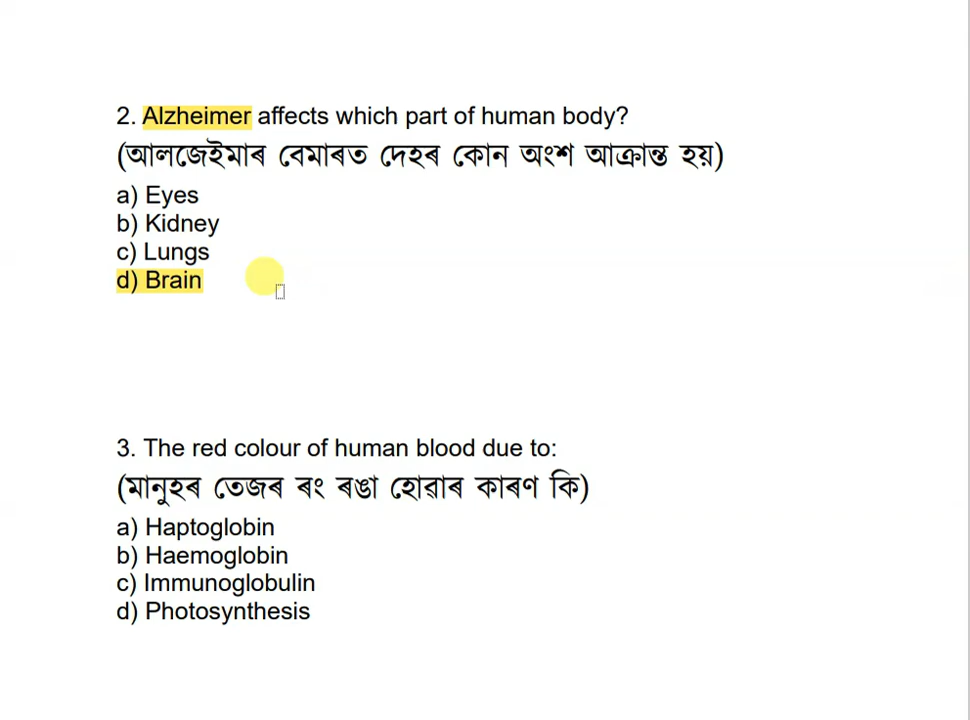 2. Alzheimer affects which part of human body?
(আলজেইমাৰ বেমাৰত দেহৰ কোন অংশ আক্ৰান্ত হয়)
a) Eyes
b) Kidney
c) Lungs
d) Brain
3. The red colour of human blood due to:
(মানুহৰ তেজৰ ৰং ৰঙা হোৱাৰ কাৰণ কি)
a) Haptoglobin
b) Haemoglobin
c) Immunoglobulin
d) Photosynthesis